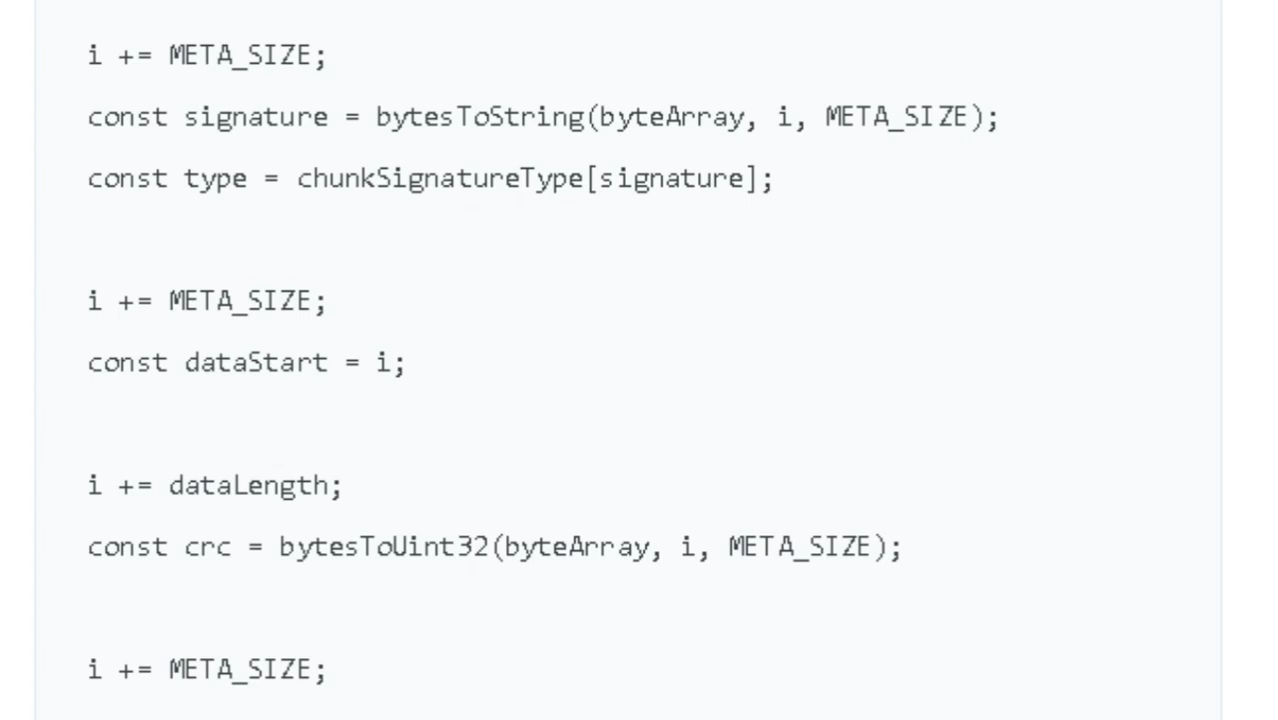 i += META_SIZE;
const signature = bytesToString(byteArray, i, META_SIZE);
const type = chunkSignatureType[signature];
i += META_SIZE;
const dataStart = i;
i += dataLength;
const crc = bytesToUint32(byteArray, i, META_SIZE);
i += META_SIZE;